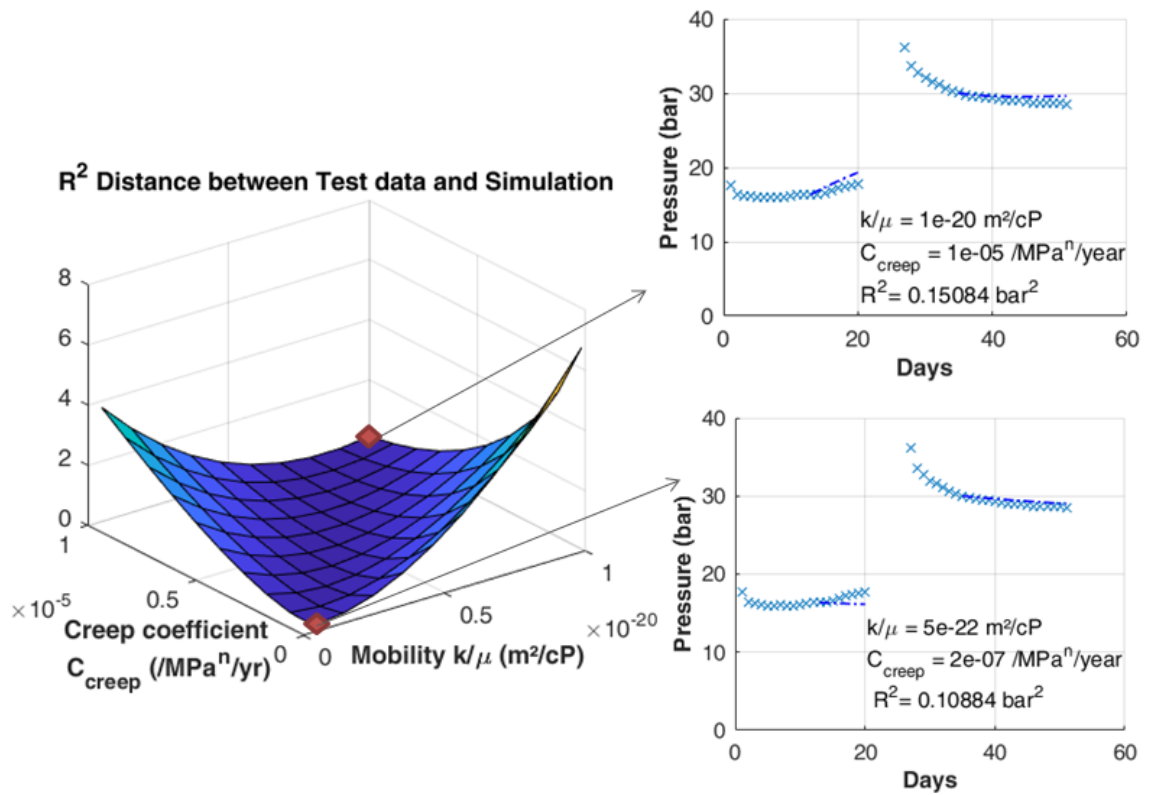 R² Distance between Test data and Simulation
8
6
4
2
0
1
0.5
0
×10⁻⁵
Creep coefficient
C_creep (/MPaⁿ/yr)
0
0.5
1
×10⁻²⁰
Mobility k/μ (m²/cP)
40
30
20
10
0
Pressure (bar)
k/μ = 1e-20 m²/cP
C_creep = 1e-05 /MPaⁿ/year
R²= 0.15084 bar²
0
20
40
60
Days
40
30
20
10
0
Pressure (bar)
k/μ = 5e-22 m²/cP
C_creep = 2e-07 /MPaⁿ/year
R²= 0.10884 bar²
0
20
40
60
Days